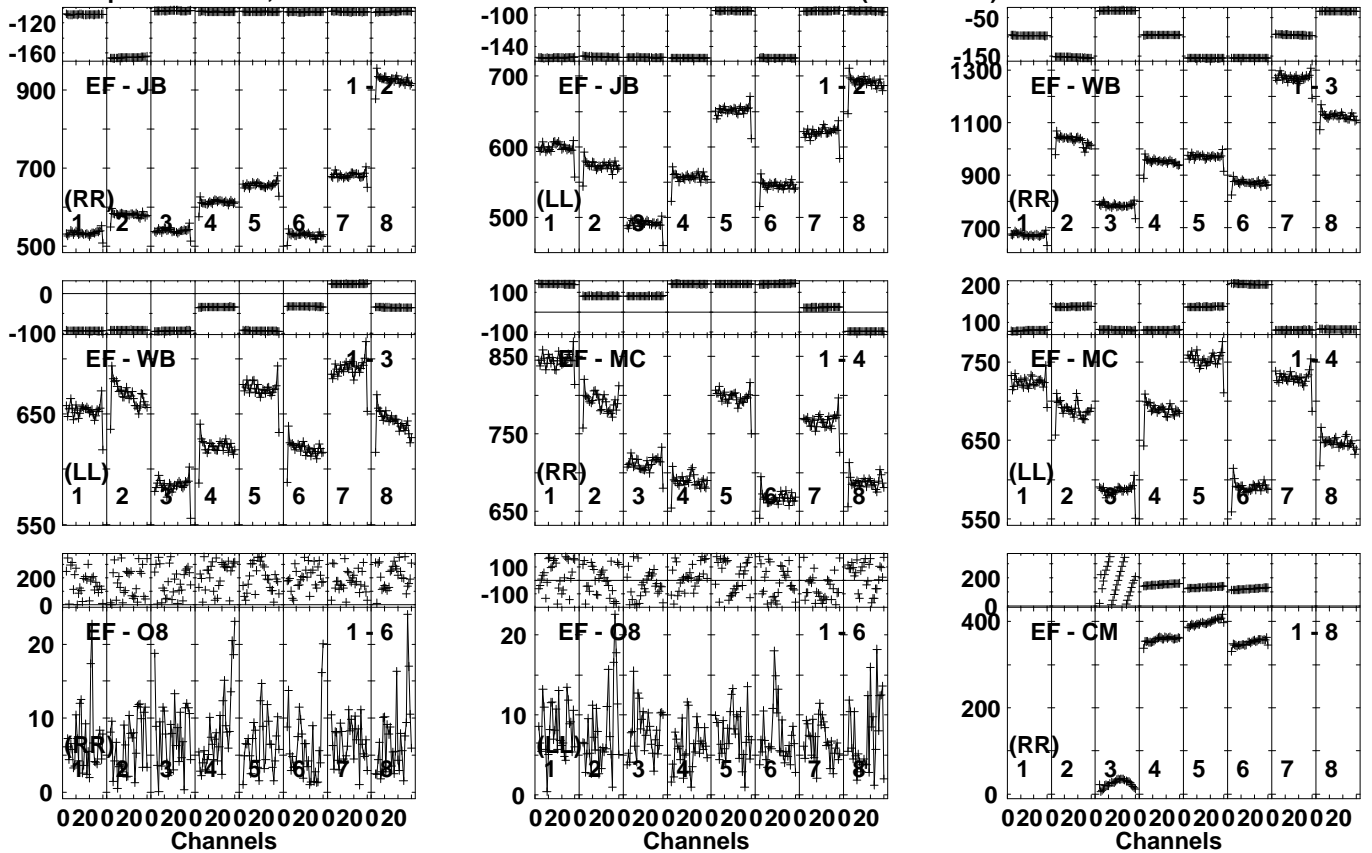 -120
-160
900
700
500
EF - JB 1 - 2
(RR)
1 2 3 4 5 6 7 8
-100
-140
700
600
500
EF - JB 1 - 2
(LL)
1 2 3 4 5 6 7 8
-50
-150
1300
1100
900
700
EF - WB 1 - 3
(RR)
1 2 3 4 5 6 7 8
0
-100
650
550
EF - WB 1 - 3
(LL)
1 2 3 4 5 6 7 8
100
-100
850
750
650
EF - MC 1 - 4
(RR)
1 2 3 4 5 6 7 8
200
100
750
650
550
EF - MC 1 - 4
(LL)
1 2 3 4 5 6 7 8
200
0
20
10
0
EF - O8 1 - 6
(RR)
1 2 3 4 5 6 7 8
0 20 0 20 0 20 0 20 0 20 0 20 0 20 0 20
Channels
100
-100
20
10
0
EF - O8 1 - 6
(LL)
1 2 3 4 5 6 7 8
0 20 0 20 0 20 0 20 0 20 0 20 0 20 0 20
Channels
200
0
400
200
0
EF - CM 1 - 8
(RR)
1 2 3 4 5 6 7 8
0 20 0 20 0 20 0 20 0 20 0 20 0 20 0 20
Channels